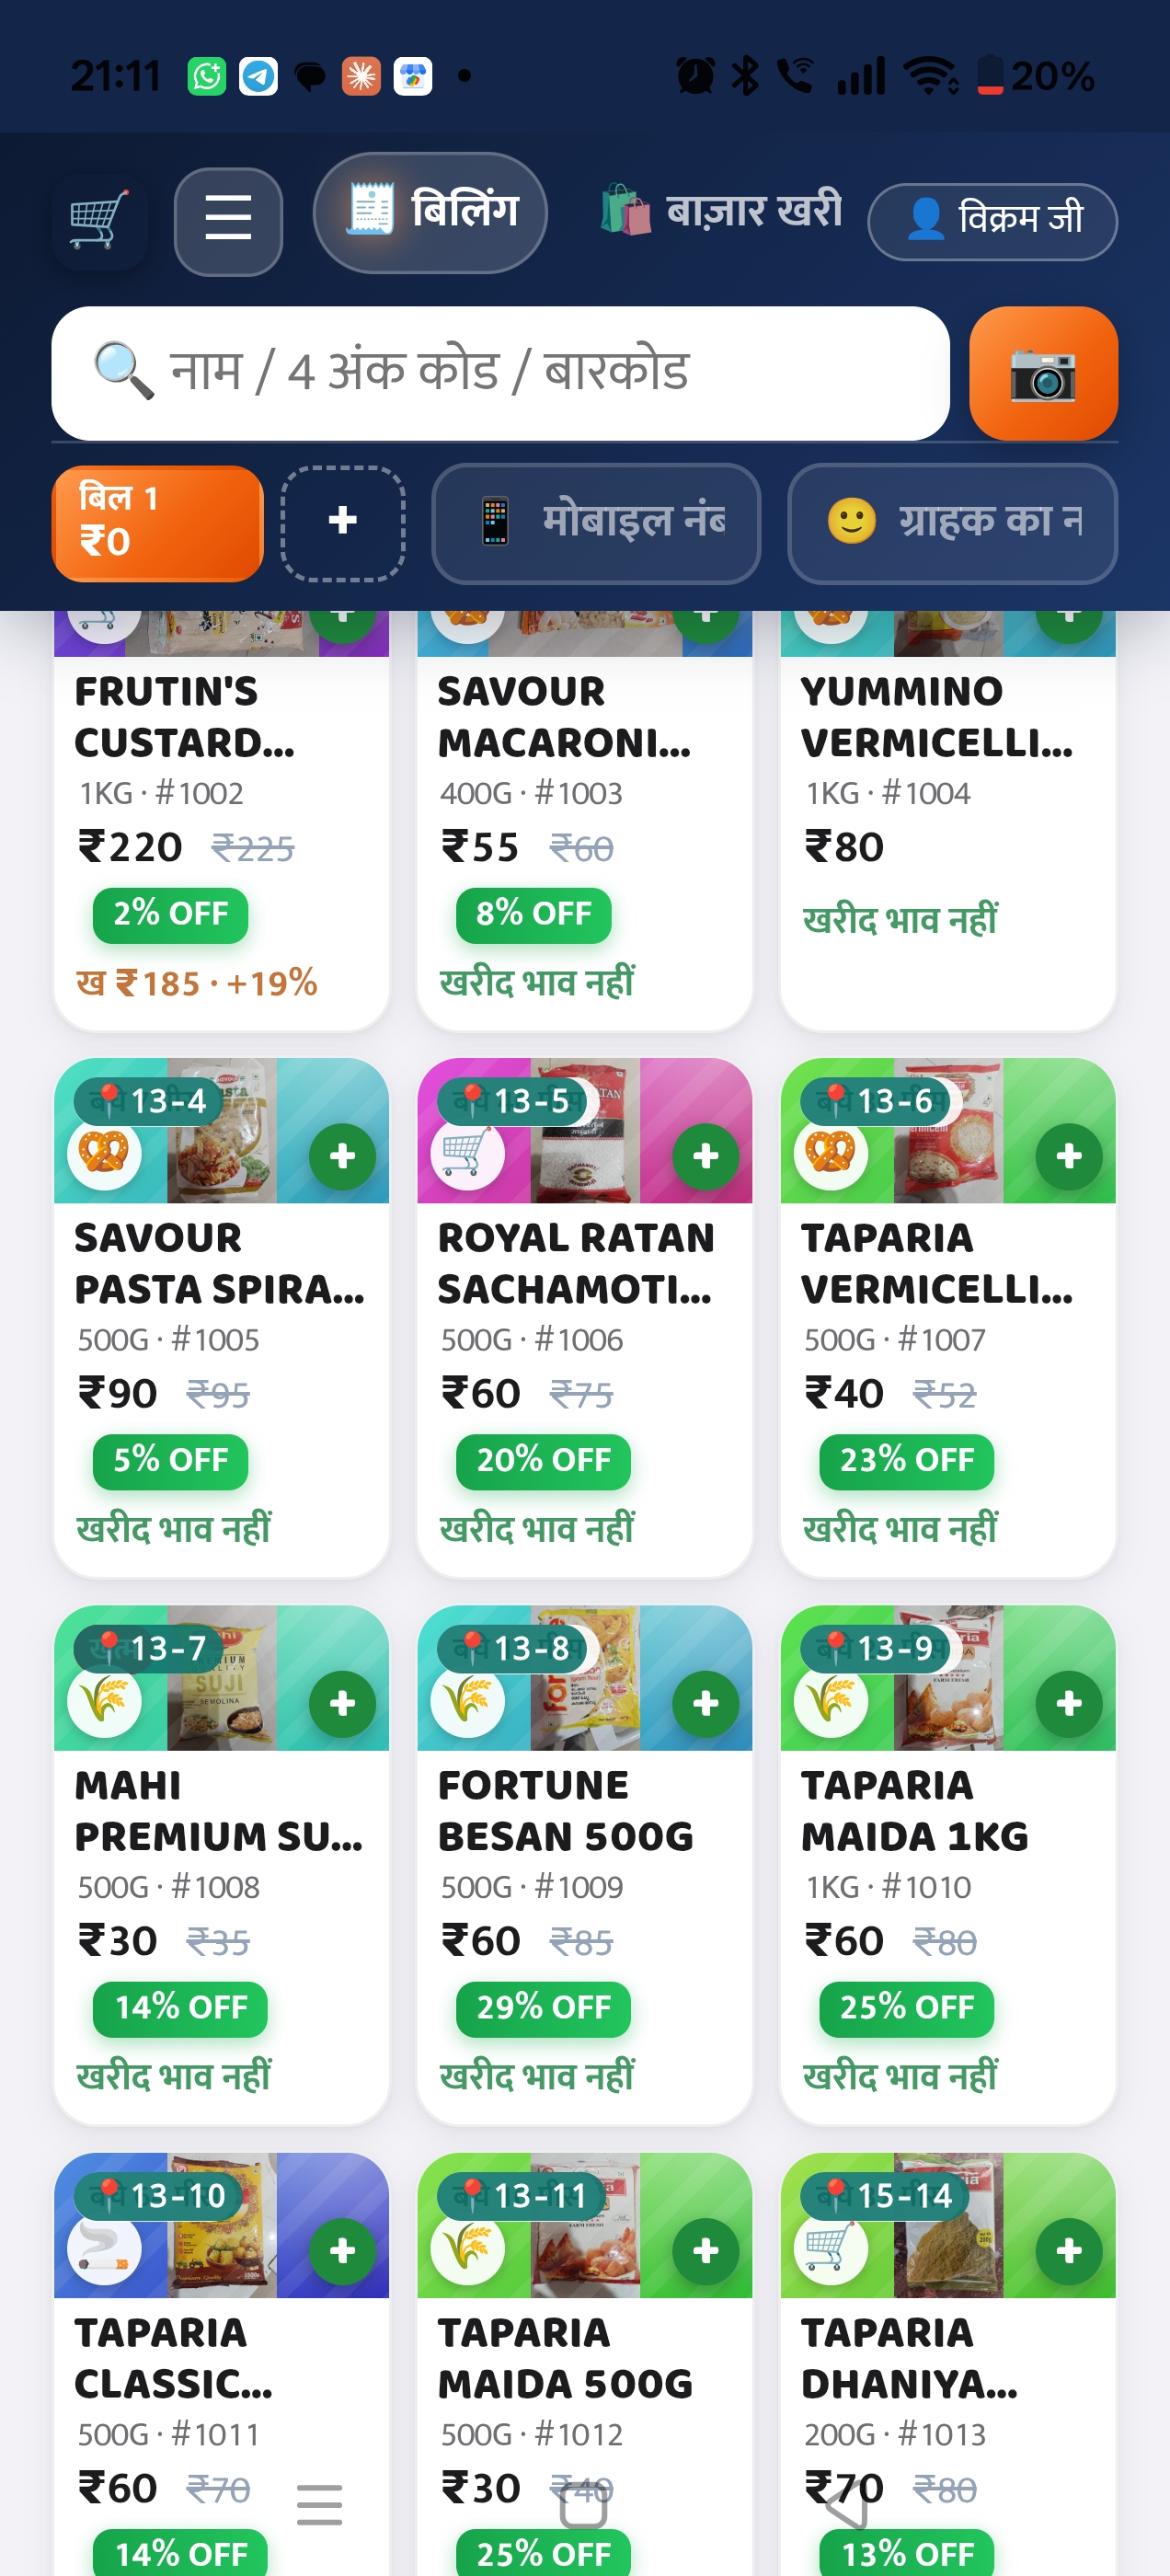 21:11
20%
बिलिंग
बाज़ार खरी
विक्रम जी
नाम / 4 अंक कोड / बारकोड
बिल 1
₹0
+
मोबाइल नंब
ग्राहक का न
FRUTIN'S CUSTARD...
1KG · #1002
₹220 ₹225
2% OFF
ख ₹185 · +19%
SAVOUR MACARONI...
400G · #1003
₹55 ₹60
8% OFF
खरीद भाव नहीं
YUMMINO VERMICELLI...
1KG · #1004
₹80
खरीद भाव नहीं
13-4
SAVOUR PASTA SPIRA...
500G · #1005
₹90 ₹95
5% OFF
खरीद भाव नहीं
13-5
ROYAL RATAN SACHAMOTI...
500G · #1006
₹60 ₹75
20% OFF
खरीद भाव नहीं
13-6
TAPARIA VERMICELLI...
500G · #1007
₹40 ₹52
23% OFF
खरीद भाव नहीं
13-7
SUJI
SEMOLINA
MAHI PREMIUM SU...
500G · #1008
₹30 ₹35
14% OFF
खरीद भाव नहीं
13-8
FORTUNE BESAN 500G
500G · #1009
₹60 ₹85
29% OFF
खरीद भाव नहीं
13-9
TAPARIA MAIDA 1KG
1KG · #1010
₹60 ₹80
25% OFF
खरीद भाव नहीं
13-10
TAPARIA CLASSIC...
500G · #1011
₹60 ₹70
14% OFF
13-11
TAPARIA MAIDA 500G
500G · #1012
₹30 ₹40
25% OFF
15-14
TAPARIA DHANIYA...
200G · #1013
₹70 ₹80
13% OFF